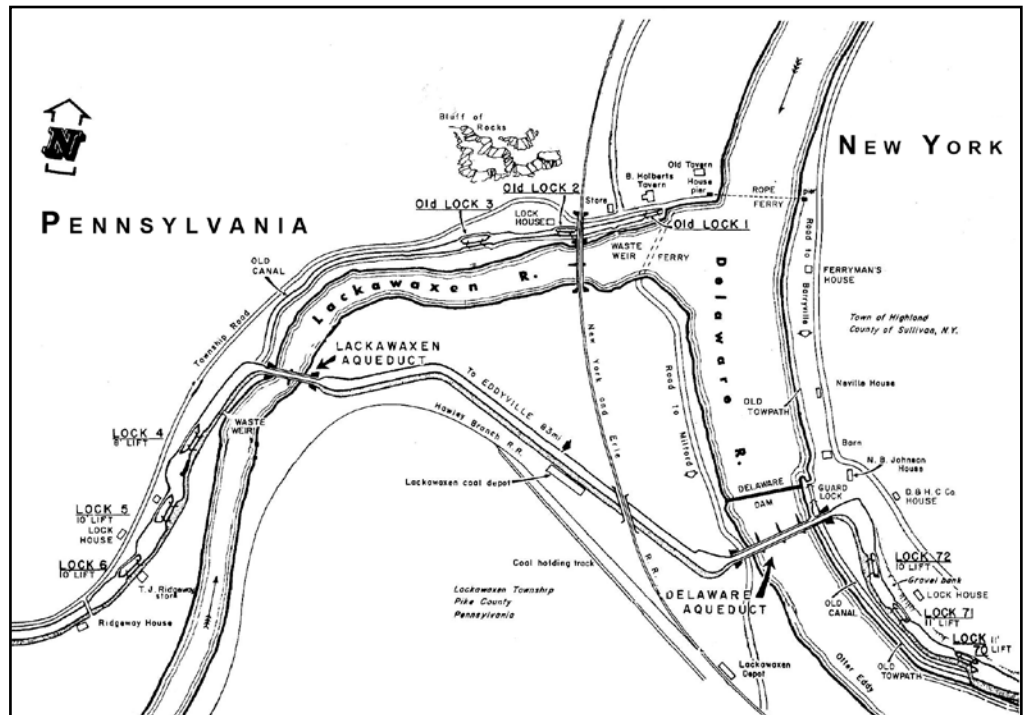 N
PENNSYLVANIA
NEW YORK
Bluff of
Rocks
Old Tavern
B. Holberts
Tavern
House
pier
ROPE
FERRY
pier
Store
Old LOCK 1
Old LOCK 2
Old LOCK 3
LOCK
HOUSE
WASTE
WEIR
FERRY
OLD
CANAL
Township Road
Lackawaxen R.
Delaware R.
Road to
Barryville
FERRYMAN'S
HOUSE
Town of Highland
County of Sullivan, N.Y.
LACKAWAXEN
AQUEDUCT
To EDDYVILLE 83mi
Hawley Branch R.R.
New York and Erie R.R.
Road to Milford
OLD
TOWPATH
Neville House
Barn
N. B. Johnson
House
D. & H. C Co
HOUSE
GUARD
LOCK
DELAWARE
DAM
WASTE
WEIR
LOCK 4
8' LIFT
LOCK 5
10' LIFT
LOCK
HOUSE
LOCK 6
10' LIFT
T. J. Ridgeway
store
Ridgeway House
Lackawaxen coal depot
Coal holding track
Lackawaxen Township
Pike County
Pennsylvania
DELAWARE
AQUEDUCT
LOCK 72
10' LIFT
Gravel bank
LOCK HOUSE
LOCK 71
11' LIFT
LOCK 70
11' LIFT
OLD
CANAL
OLD
TOWPATH
Otter Eddy
Lackawaxen
Depot